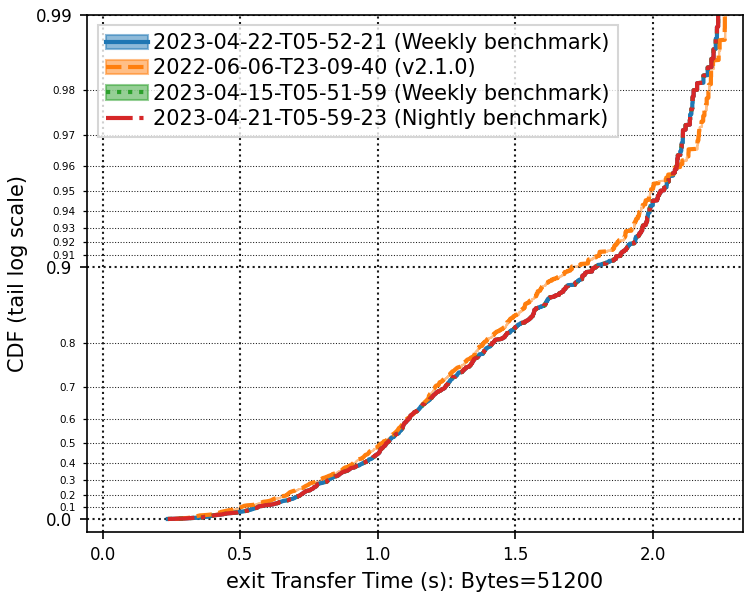 2023-04-22-T05-52-21 (Weekly benchmark)
2022-06-06-T23-09-40 (v2.1.0)
2023-04-15-T05-51-59 (Weekly benchmark)
2023-04-21-T05-59-23 (Nightly benchmark)
CDF (tail log scale)
0.99
0.98
0.97
0.96
0.95
0.94
0.93
0.92
0.91
0.9
0.8
0.7
0.6
0.5
0.4
0.3
0.2
0.1
0.0
0.0 0.5 1.0 1.5 2.0
exit Transfer Time (s): Bytes=51200